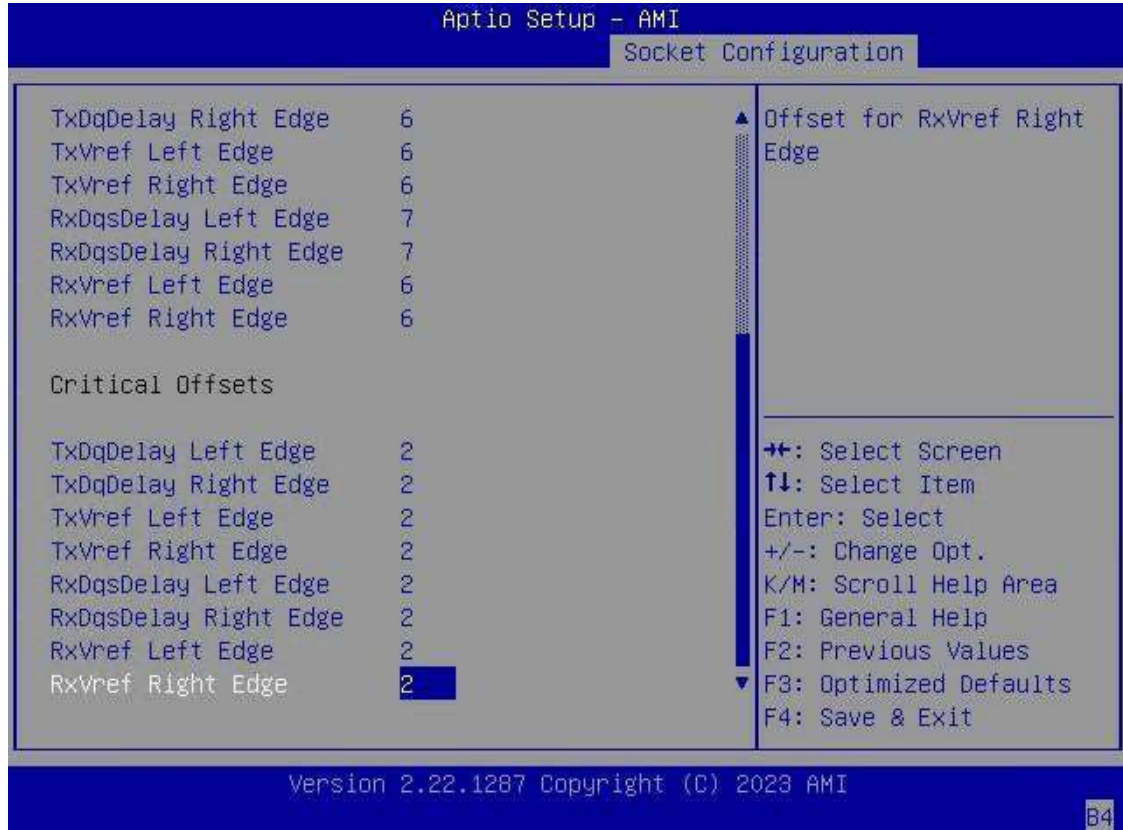 Aptio Setup – AMI
Socket Configuration
TxDqDelay Right Edge 6
TxVref Left Edge 6
TxVref Right Edge 6
RxDqsDelay Left Edge 7
RxDqsDelay Right Edge 7
RxVref Left Edge 6
RxVref Right Edge 6
Critical Offsets
TxDqDelay Left Edge 2
TxDqDelay Right Edge 2
TxVref Left Edge 2
TxVref Right Edge 2
RxDqsDelay Left Edge 2
RxDqsDelay Right Edge 2
RxVref Left Edge 2
RxVref Right Edge 2
Offset for RxVref Right
Edge
→←: Select Screen
↑↓: Select Item
Enter: Select
+/-: Change Opt.
K/M: Scroll Help Area
F1: General Help
F2: Previous Values
F3: Optimized Defaults
F4: Save & Exit
Version 2.22.1287 Copyright (C) 2023 AMI
B4